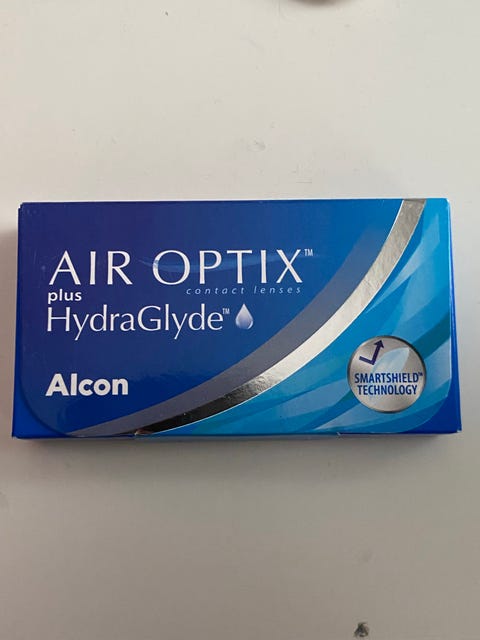 AIR OPTIX™
contact lenses
plus
HydraGlyde™
Alcon
SMARTSHIELD™
TECHNOLOGY